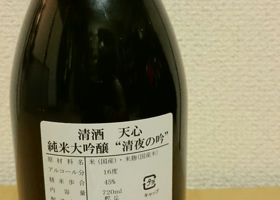 清酒 天心
純米大吟醸 “清夜の吟”
原材料名 米(国産)・米麹(国産米)
アルコール分 16度
精米歩合 45%
内容量 720ml
プラ
キャップ